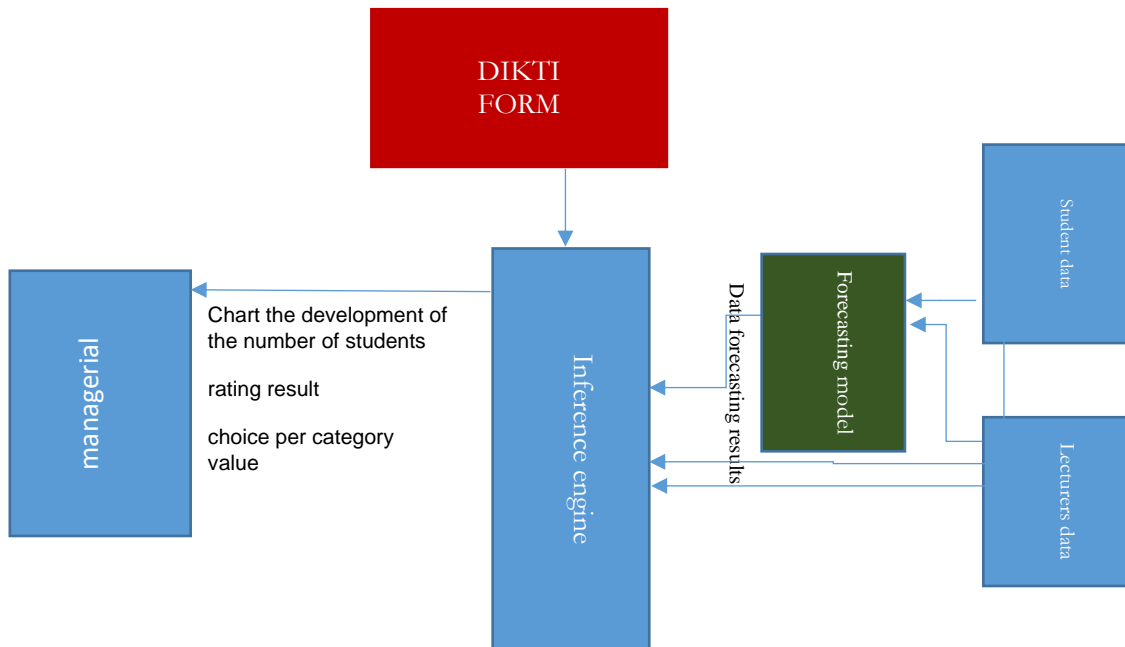 DIKTI
FORM
Student data
Forecasting model
Data forecasting results
Chart the development of
the number of students
rating result
choice per category
value
managerial
Inference engine
Lecturers data